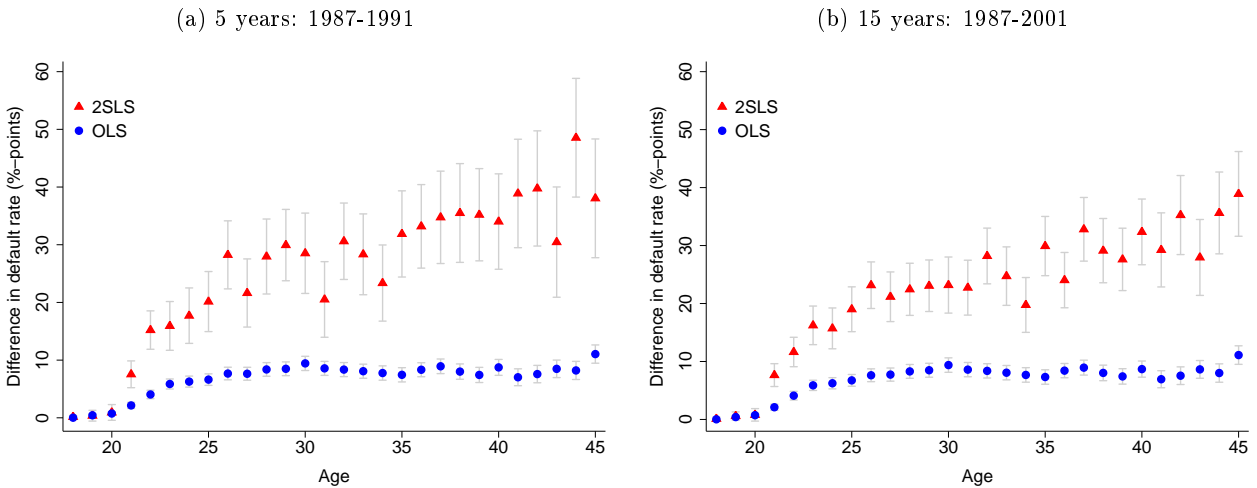 (a) 5 years: 1987-1991
Difference in default rate (%–points)
60
50
40
30
20
10
0
2SLS
OLS
20 25 30 35 40 45
Age
(b) 15 years: 1987-2001
Difference in default rate (%–points)
60
50
40
30
20
10
0
2SLS
OLS
20 25 30 35 40 45
Age